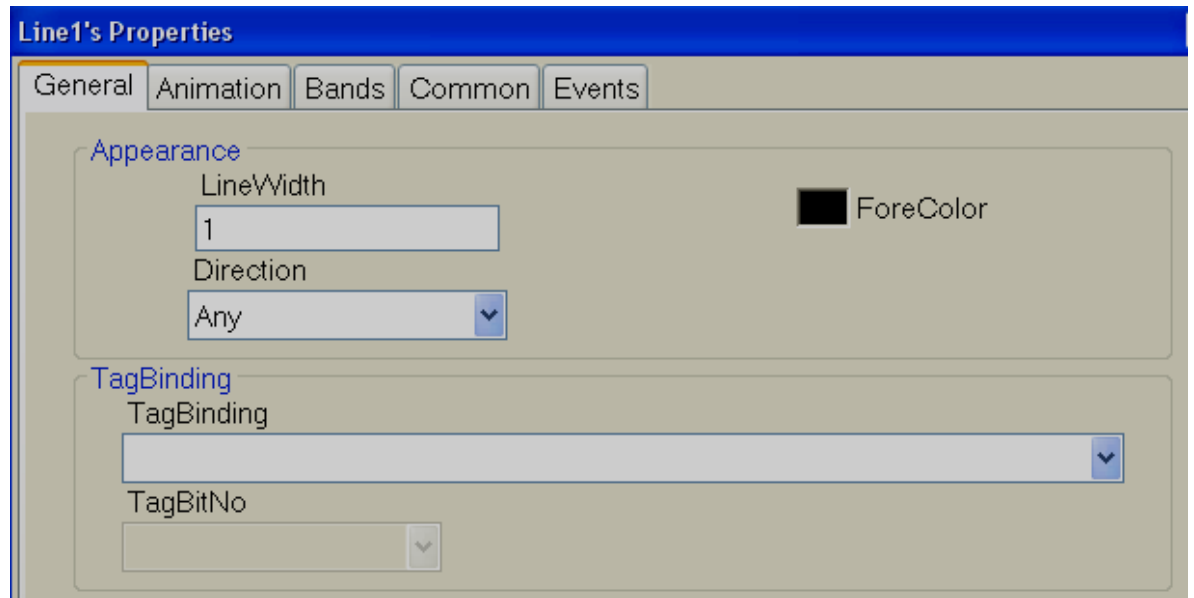 Line1's Properties
General Animation Bands Common Events
Appearance
LineWidth
ForeColor
1
Direction
Any
TagBinding
TagBinding
TagBitNo